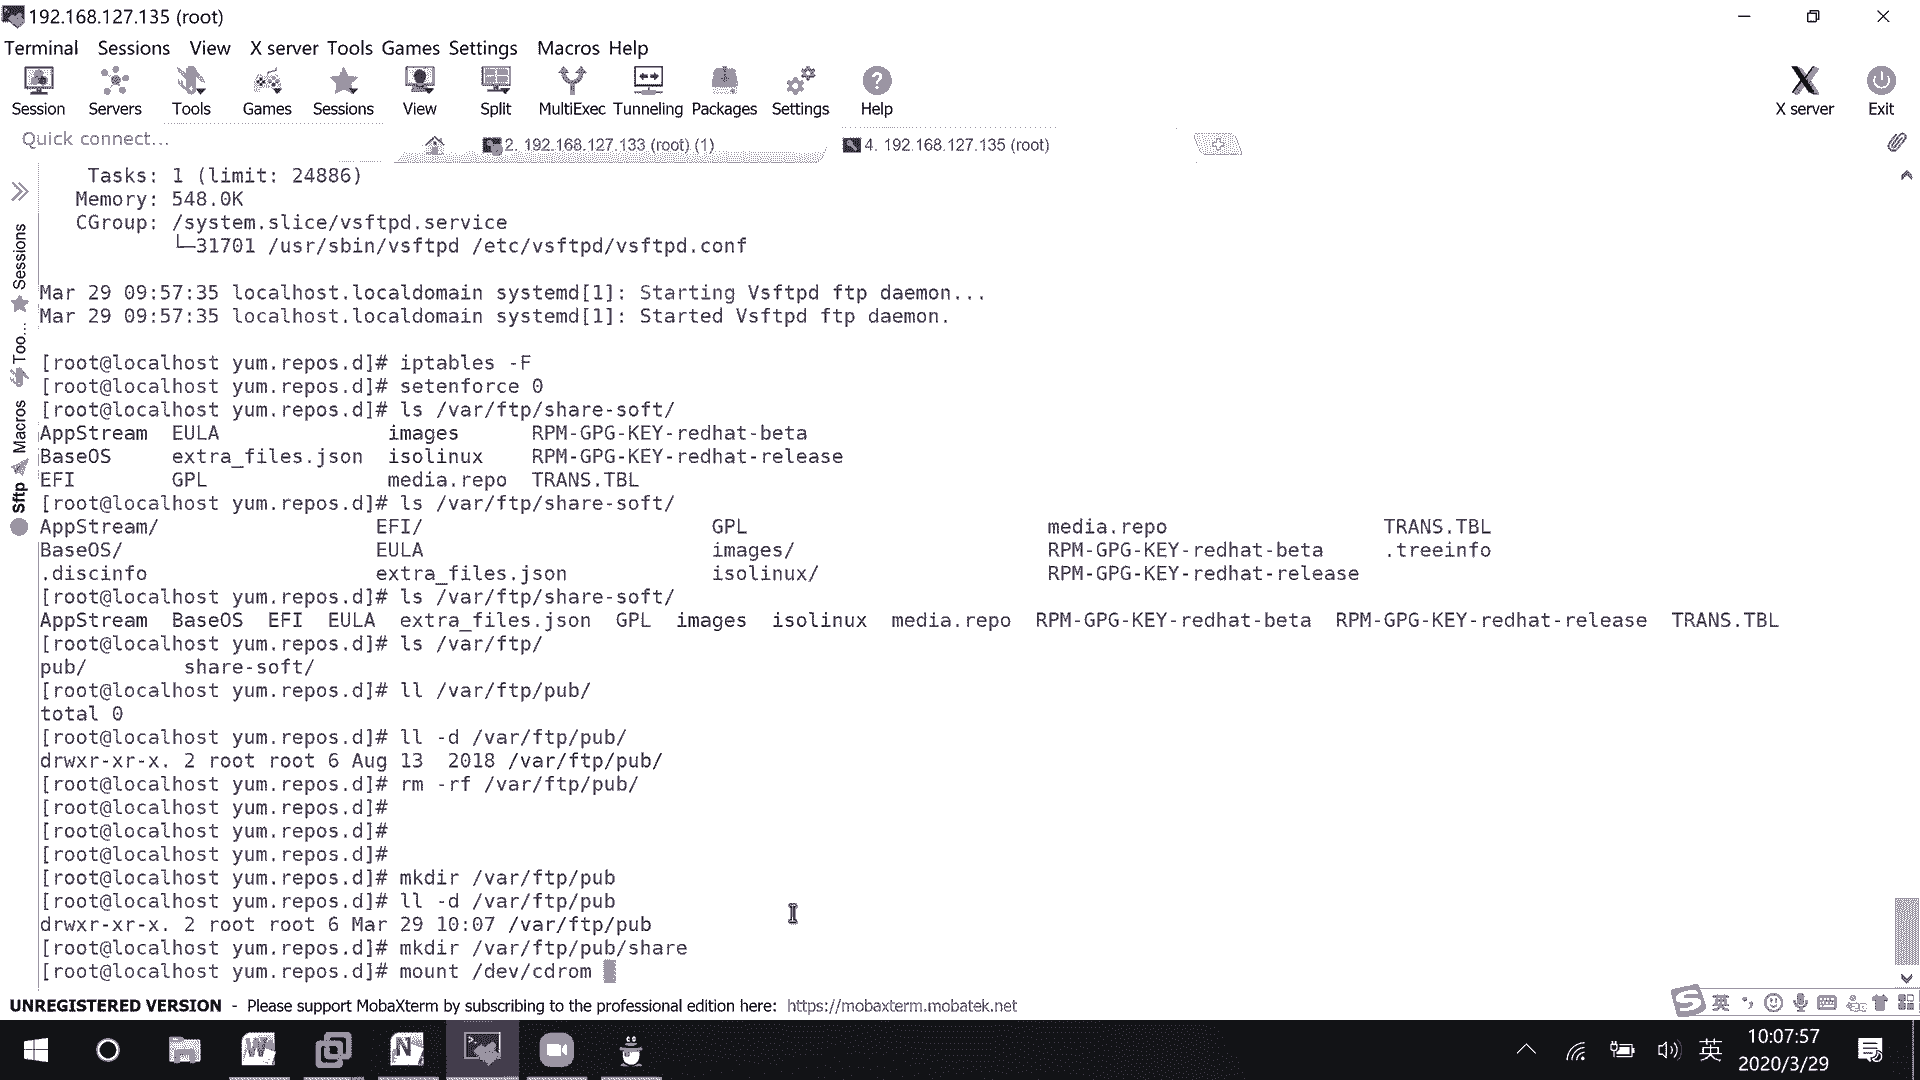 192.168.127.135 (root)
Terminal Sessions View X server Tools Games Settings Macros Help
Session Servers Tools Games Sessions View Split MultiExec Tunneling Packages Settings Help X server Exit
Quick connect...
2. 192.168.127.133 (root) (1)
4. 192.168.127.135 (root)
Sessions
Too...
Macros
Sftp
Tasks: 1 (limit: 24886)
Memory: 548.0K
CGroup: /system.slice/vsftpd.service
└─31701 /usr/sbin/vsftpd /etc/vsftpd/vsftpd.conf
Mar 29 09:57:35 localhost.localdomain systemd[1]: Starting Vsftpd ftp daemon...
Mar 29 09:57:35 localhost.localdomain systemd[1]: Started Vsftpd ftp daemon.
[root@localhost yum.repos.d]# iptables -F
[root@localhost yum.repos.d]# setenforce 0
[root@localhost yum.repos.d]# ls /var/ftp/share-soft/
AppStream EULA images RPM-GPG-KEY-redhat-beta
BaseOS extra_files.json isolinux RPM-GPG-KEY-redhat-release
EFI GPL media.repo TRANS.TBL
[root@localhost yum.repos.d]# ls /var/ftp/share-soft/
AppStream/ EFI/ GPL media.repo TRANS.TBL
BaseOS/ EULA images/ RPM-GPG-KEY-redhat-beta .treeinfo
.discinfo extra_files.json isolinux/ RPM-GPG-KEY-redhat-release
[root@localhost yum.repos.d]# ls /var/ftp/share-soft/
AppStream BaseOS EFI EULA extra_files.json GPL images isolinux media.repo RPM-GPG-KEY-redhat-beta RPM-GPG-KEY-redhat-release TRANS.TBL
[root@localhost yum.repos.d]# ls /var/ftp/
pub/ share-soft/
[root@localhost yum.repos.d]# ll /var/ftp/pub/
total 0
[root@localhost yum.repos.d]# ll -d /var/ftp/pub/
drwxr-xr-x. 2 root root 6 Aug 13 2018 /var/ftp/pub/
[root@localhost yum.repos.d]# rm -rf /var/ftp/pub/
[root@localhost yum.repos.d]#
[root@localhost yum.repos.d]#
[root@localhost yum.repos.d]#
[root@localhost yum.repos.d]# mkdir /var/ftp/pub
[root@localhost yum.repos.d]# ll -d /var/ftp/pub
drwxr-xr-x. 2 root root 6 Mar 29 10:07 /var/ftp/pub
[root@localhost yum.repos.d]# mkdir /var/ftp/pub/share
[root@localhost yum.repos.d]# mount /dev/cdrom
UNREGISTERED VERSION - Please support MobaXterm by subscribing to the professional edition here: https://mobaxterm.mobatek.net
英
英
10:07:57
2020/3/29